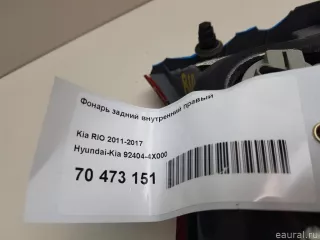 Фонарь задний внутренний правый
Kia RIO 2011-2017
Hyundai-Kia 92404-4X000
70 473 151
eaural.ru